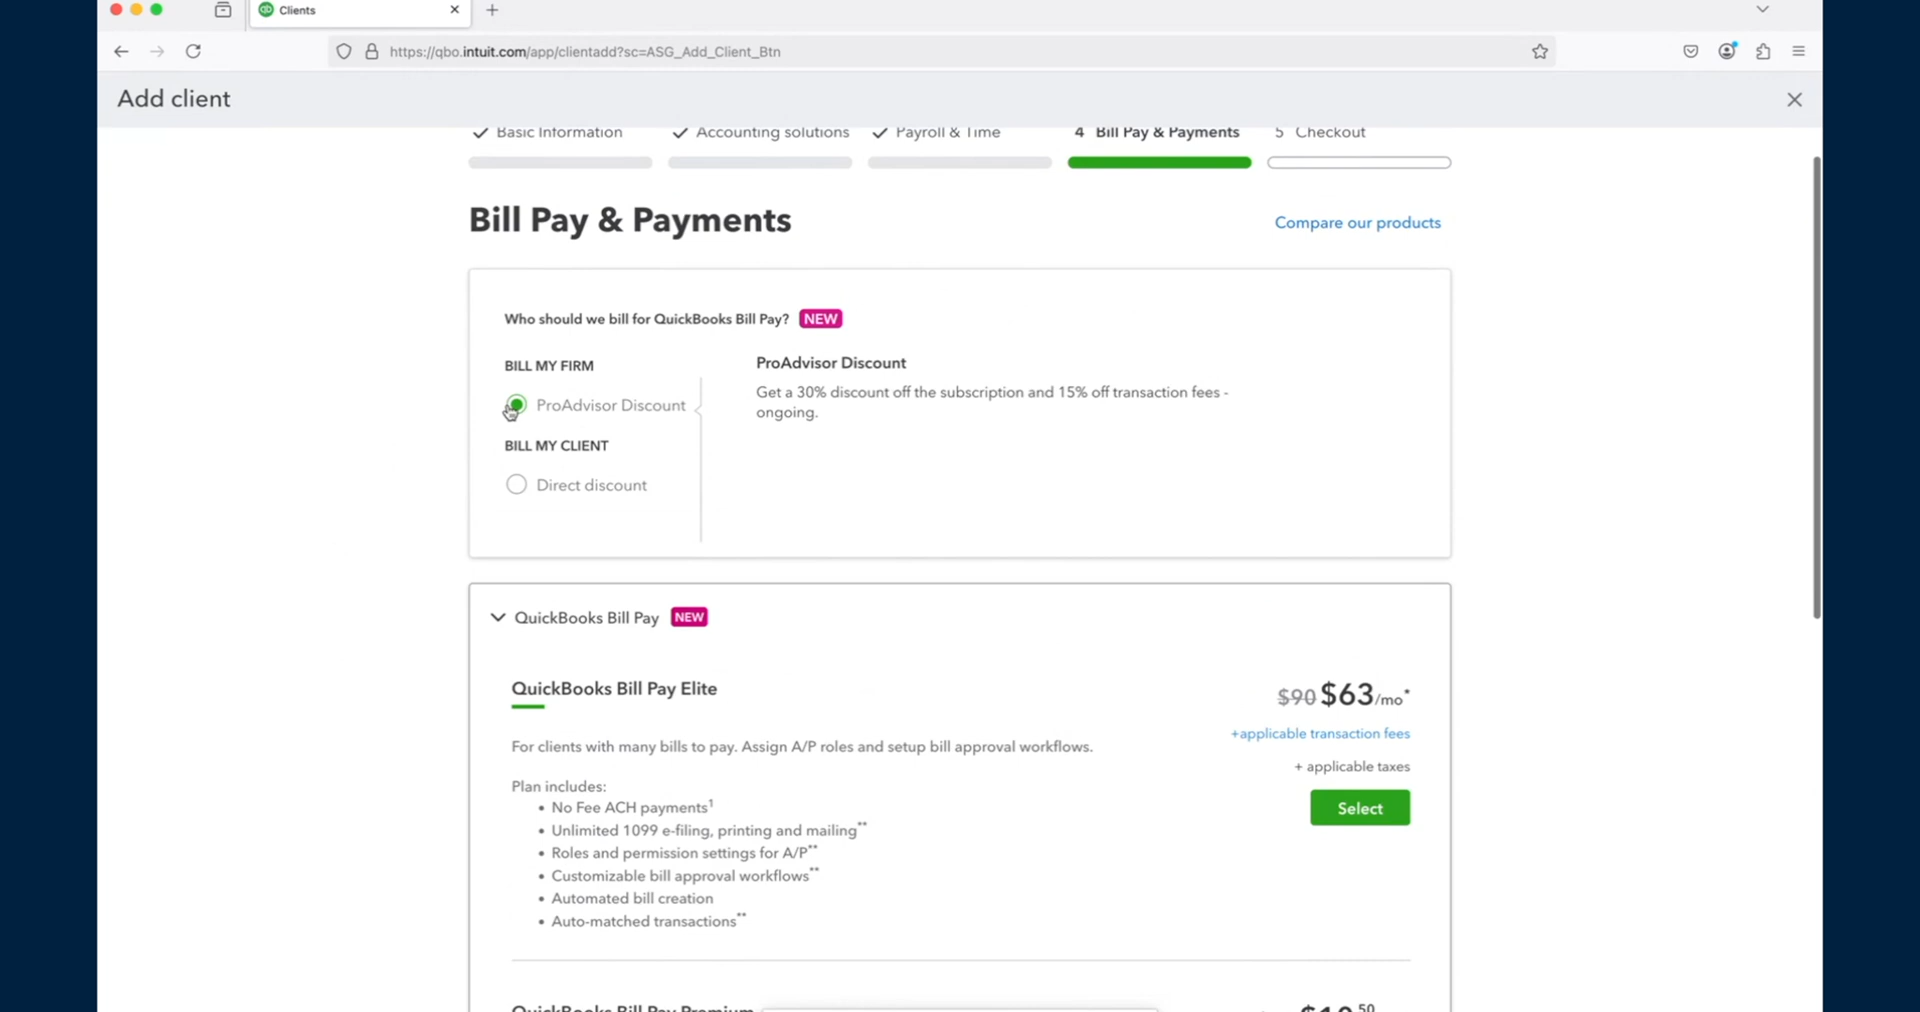 Clients
https://qbo.intuit.com/app/clientadd?sc=ASG_Add_Client_Btn
Add client
Basic Information
Accounting solutions
Payroll & Time
4 Bill Pay & Payments
5 Checkout
Bill Pay & Payments
Compare our products
Who should we bill for QuickBooks Bill Pay? NEW
BILL MY FIRM
ProAdvisor Discount
BILL MY CLIENT
Direct discount
ProAdvisor Discount
Get a 30% discount off the subscription and 15% off transaction fees -
ongoing.
QuickBooks Bill Pay NEW
QuickBooks Bill Pay Elite
$90 $63/mo*
+applicable transaction fees
+ applicable taxes
Select
For clients with many bills to pay. Assign A/P roles and setup bill approval workflows.
Plan includes:
• No Fee ACH payments¹
• Unlimited 1099 e-filing, printing and mailing**
• Roles and permission settings for A/P**
• Customizable bill approval workflows**
• Automated bill creation
• Auto-matched transactions**
QuickBooks Bill Pay Premium